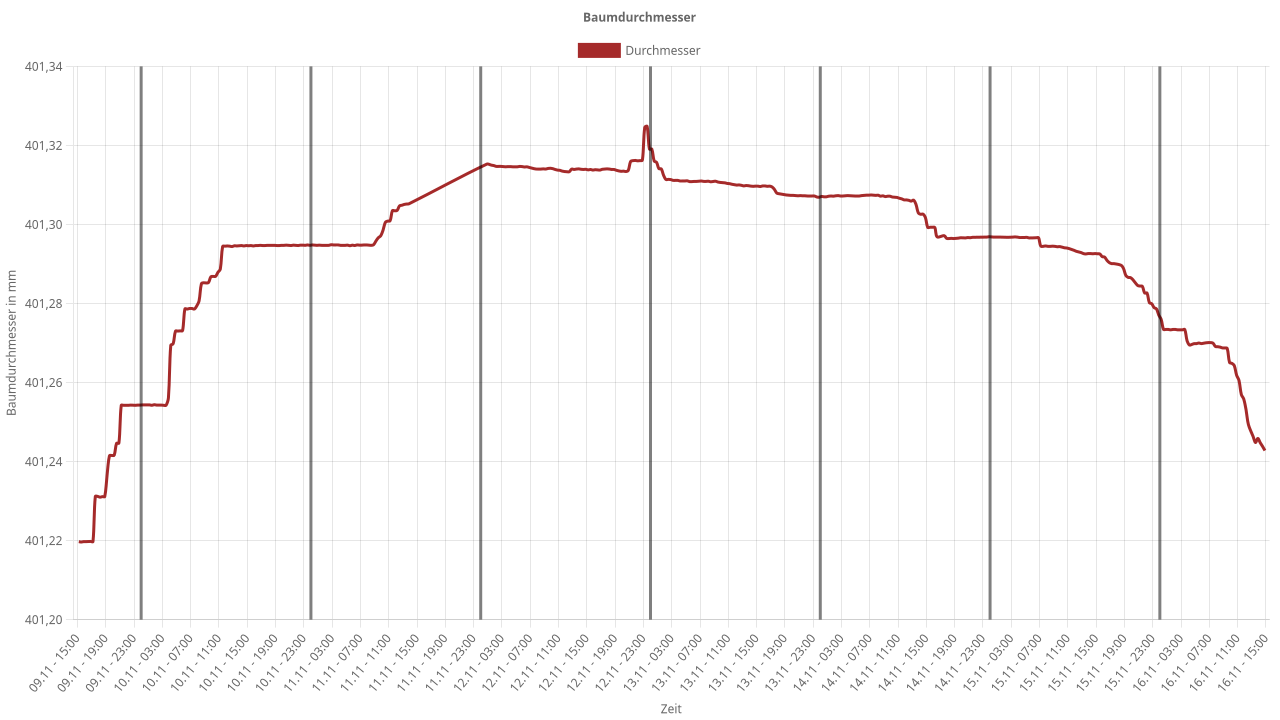 Baumdurchmesser
Durchmesser
401,34
401,32
401,30
401,28
401,26
401,24
401,22
401,20
Baumdurchmesser in mm
09.11 - 15:00
09.11 - 19:00
09.11 - 23:00
10.11 - 03:00
10.11 - 07:00
10.11 - 11:00
10.11 - 15:00
10.11 - 19:00
10.11 - 23:00
11.11 - 03:00
11.11 - 07:00
11.11 - 11:00
11.11 - 15:00
11.11 - 19:00
11.11 - 23:00
12.11 - 03:00
12.11 - 07:00
12.11 - 11:00
12.11 - 15:00
12.11 - 19:00
12.11 - 23:00
13.11 - 03:00
13.11 - 07:00
13.11 - 11:00
13.11 - 15:00
13.11 - 19:00
13.11 - 23:00
14.11 - 03:00
14.11 - 07:00
14.11 - 11:00
14.11 - 15:00
14.11 - 19:00
14.11 - 23:00
15.11 - 03:00
15.11 - 07:00
15.11 - 11:00
15.11 - 15:00
15.11 - 19:00
15.11 - 23:00
16.11 - 03:00
16.11 - 07:00
16.11 - 11:00
16.11 - 15:00
Zeit